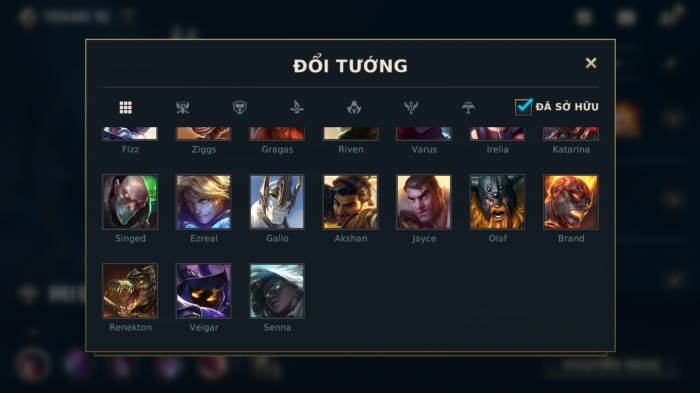 ĐỔI TƯỚNG
ĐÃ SỞ HỮU
Fizz Ziggs Gragas Riven Varus Irelia Katarina
Singed Ezreal Galio Akshan Jayce Olaf Brand
Renekton Veigar Senna